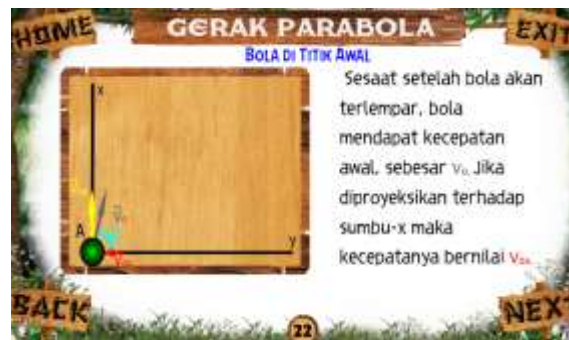 HOME
GERAK PARABOLA
EXIT
BOLA DI TITIK AWAL
x
A
y
Sesaat setelah bola akan
terlempar, bola
mendapat kecepatan
awal, sebesar V₀. Jika
diproyeksikan terhadap
sumbu-x maka
kecepatanya bernilai V₀ₓ
BACK
22
NEXT